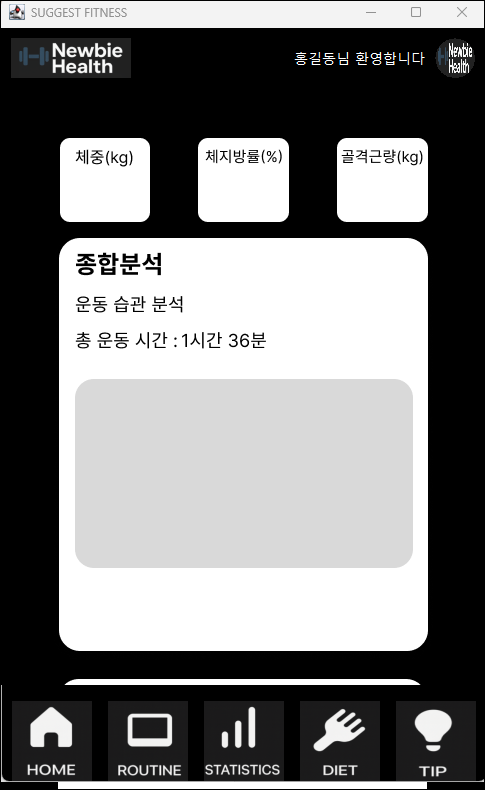 SUGGEST FITNESS
Newbie
Health
홍길동님 환영합니다
Newbie
Health
체중(kg) 체지방률(%) 골격근량(kg)
종합분석
운동 습관 분석
총 운동 시간 : 1시간 36분
HOME ROUTINE STATISTICS DIET TIP